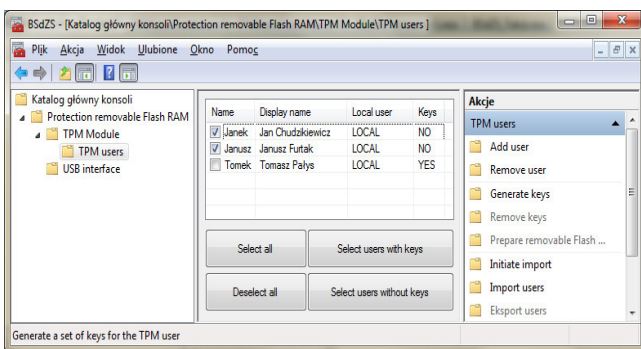 BSdZS - [Katalog główny konsoli\Protection removable Flash RAM\TPM Module\TPM users ]
Plik Akcja Widok Ulubione Okno Pomoc
Katalog główny konsoli
Protection removable Flash RAM
TPM Module
TPM users
USB interface
Name Display name Local user Keys
Janek Jan Chudzikiewicz LOCAL NO
Janusz Janusz Furtak LOCAL NO
Tomek Tomasz Pałys LOCAL YES
Select all Select users with keys
Deselect all Select users without keys
Akcje
TPM users
Add user
Remove user
Generate keys
Remove keys
Prepare removable Flash ...
Initiate import
Import users
Eksport users
Generate a set of keys for the TPM user